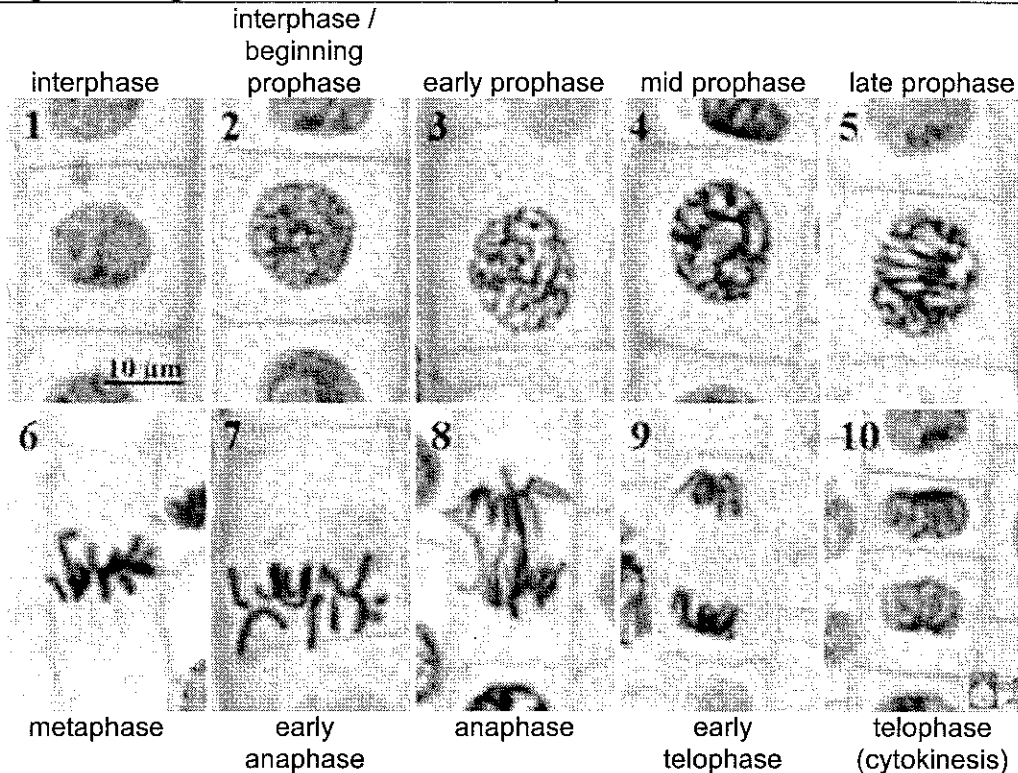 interphase
interphase /
beginning
prophase
early prophase
mid prophase
late prophase
1
2
3
4
5
10 µm
6
7
8
9
10
metaphase
early
anaphase
anaphase
early
telophase
telophase
(cytokinesis)